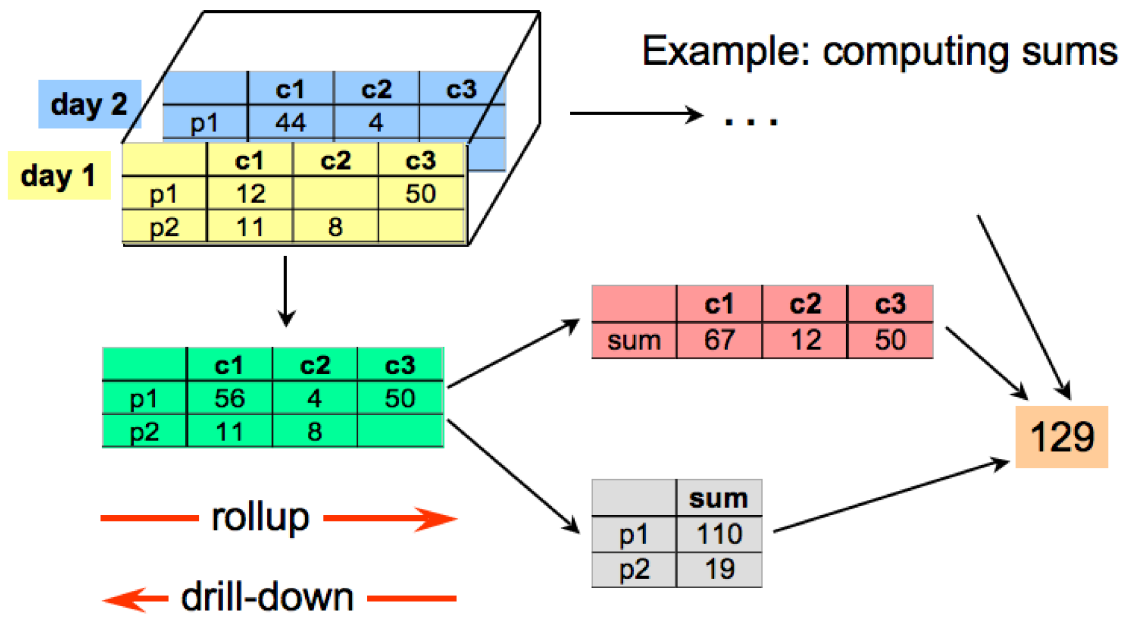 Example: computing sums
day 2
c1 c2 c3
p1 44 4
. . .
day 1
c1 c2 c3
p1 12 50
p2 11 8
c1 c2 c3
sum 67 12 50
c1 c2 c3
p1 56 4 50
p2 11 8
129
sum
p1 110
p2 19
rollup
drill-down